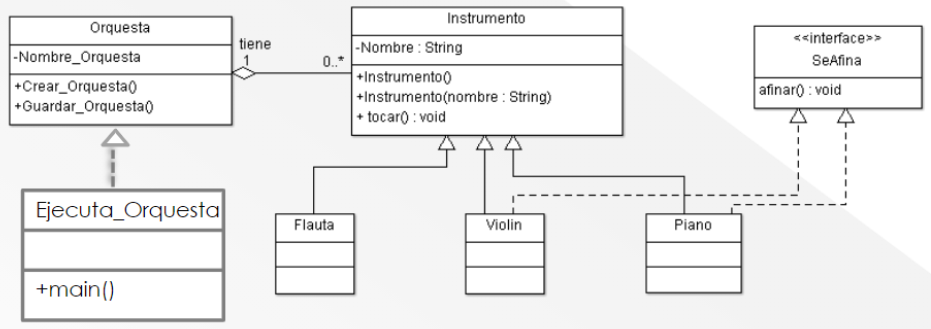 Orquesta
-Nombre_Orquesta
+Crear_Orquesta()
+Guardar_Orquesta()
tiene
1
0..*
Instrumento
-Nombre : String
+Instrumento()
+Instrumento(nombre : String)
+ tocar() : void
<<interface>>
SeAfina
afinar() : void
Ejecuta_Orquesta
+main()
Flauta
Violin
Piano